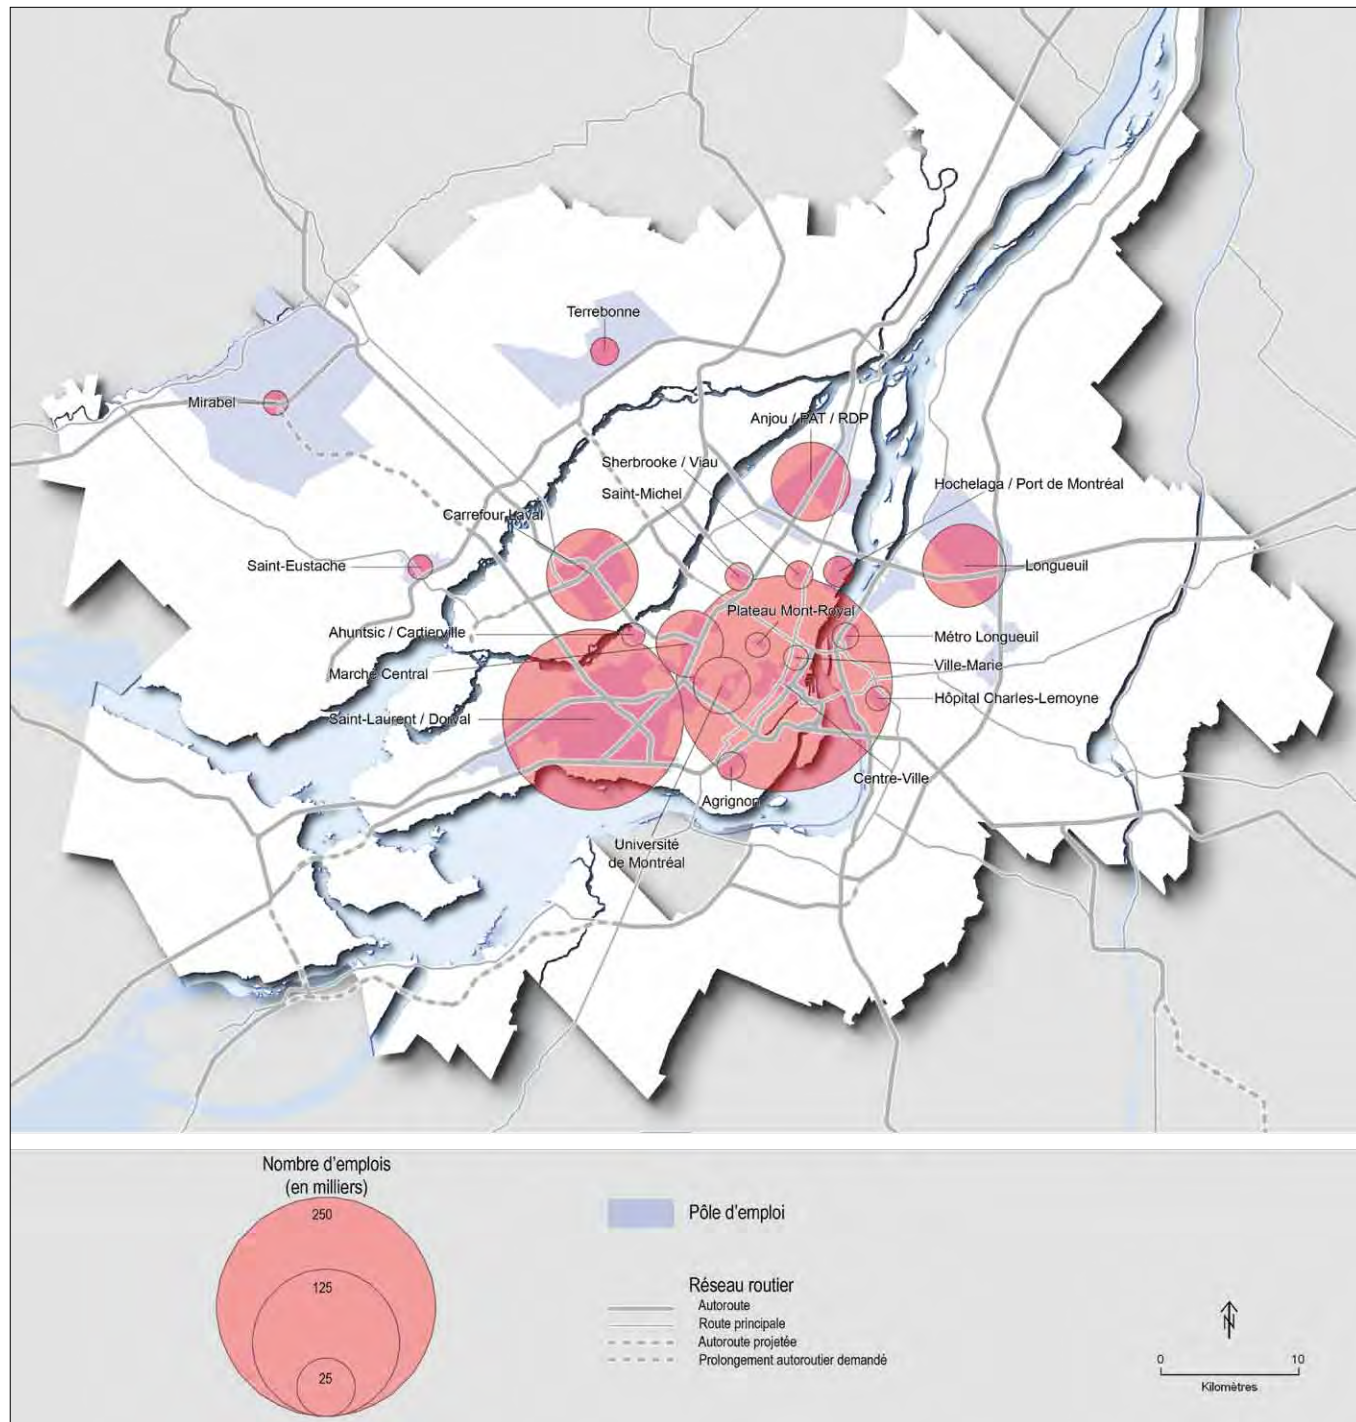 Terrebonne
Mirabel
Anjou / PAT / RDP
Sherbrooke / Viau
Hochelaga / Port de Montréal
Saint-Michel
Carrefour Laval
Saint-Eustache
Longueuil
Plateau Mont-Royal
Ahuntsic / Cartierville
Métro Longueuil
Marché Central
Ville-Marie
Hôpital Charles-Lemoyne
Saint-Laurent / Dorval
Centre-Ville
Agrignon
Université
de Montréal
Nombre d'emplois
(en milliers)
250
125
25
Pôle d'emploi
Réseau routier
Autoroute
Route principale
Autoroute projetée
Prolongement autoroutier demandé
N
0 10
Kilomètres